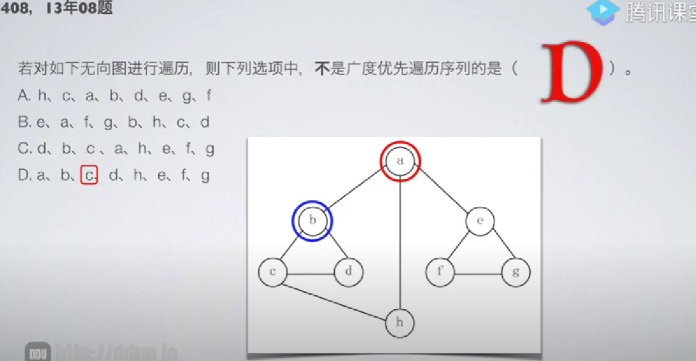 408，13年08题
腾讯课堂
若对如下无向图进行遍历，则下列选项中，不是广度优先遍历序列的是（ D ）。
A. h、c、a、b、d、e、g、f
B. e、a、f、g、b、h、c、d
C. d、b、c 、a、h、e、f、g
D. a、b、c、d、h、e、f、g
a
b
e
c
d
f
g
h